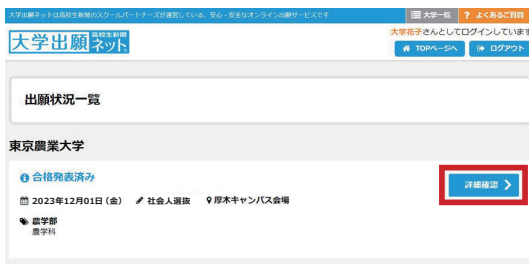 大学出願ネットは高校生新聞のスクールパートナーズが運営している、安心・安全なオンライン出願サービスです
大学一覧 ? よくあるご質問
大学出願 高校生新聞 ネット
大学花子さんとしてログインしています
TOPページへ ログアウト
出願状況一覧
東京農業大学
合格発表済み
詳細確認
2023年12月01日(金) 社会人選抜 厚木キャンパス会場
農学部
農学科